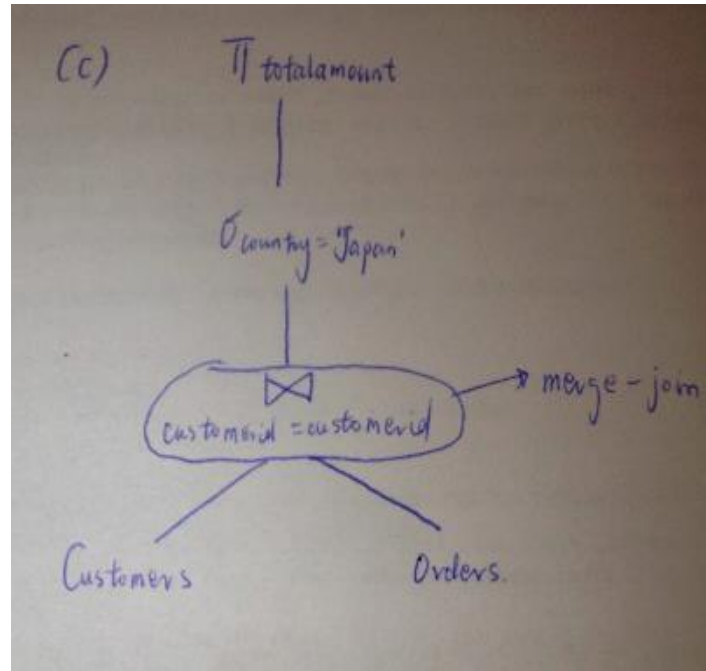 (c) π totalamount
σ country = 'Japan'
⋈
customerid = customerid
merge-join
Customers
Orders.